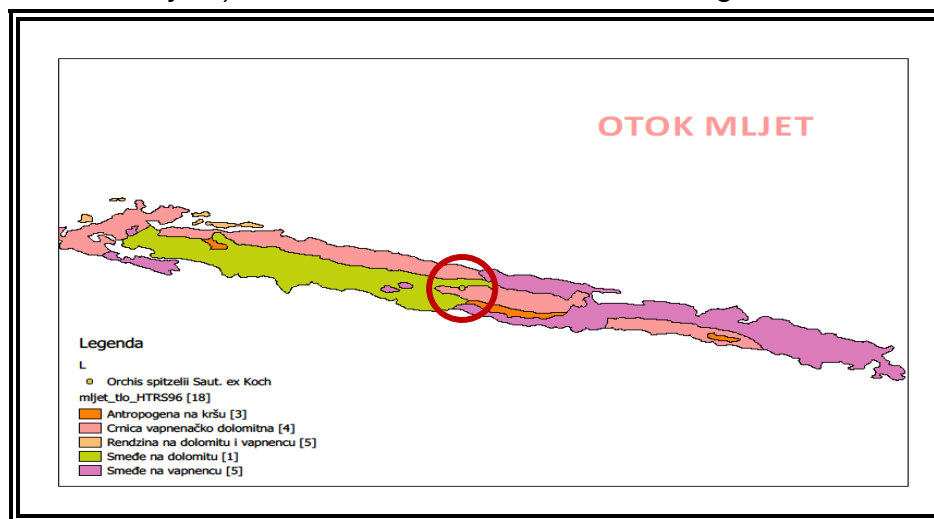 OTOK MLJET
Legenda
L
Orchis spitzelii Saut. ex Koch
mljet_tlo_HTRS96 [18]
Antropogena na kršu [3]
Crnica vapnenačko dolomitna [4]
Rendzina na dolomitu i vapnencu [5]
Smeđe na dolomitu [1]
Smeđe na vapnencu [5]